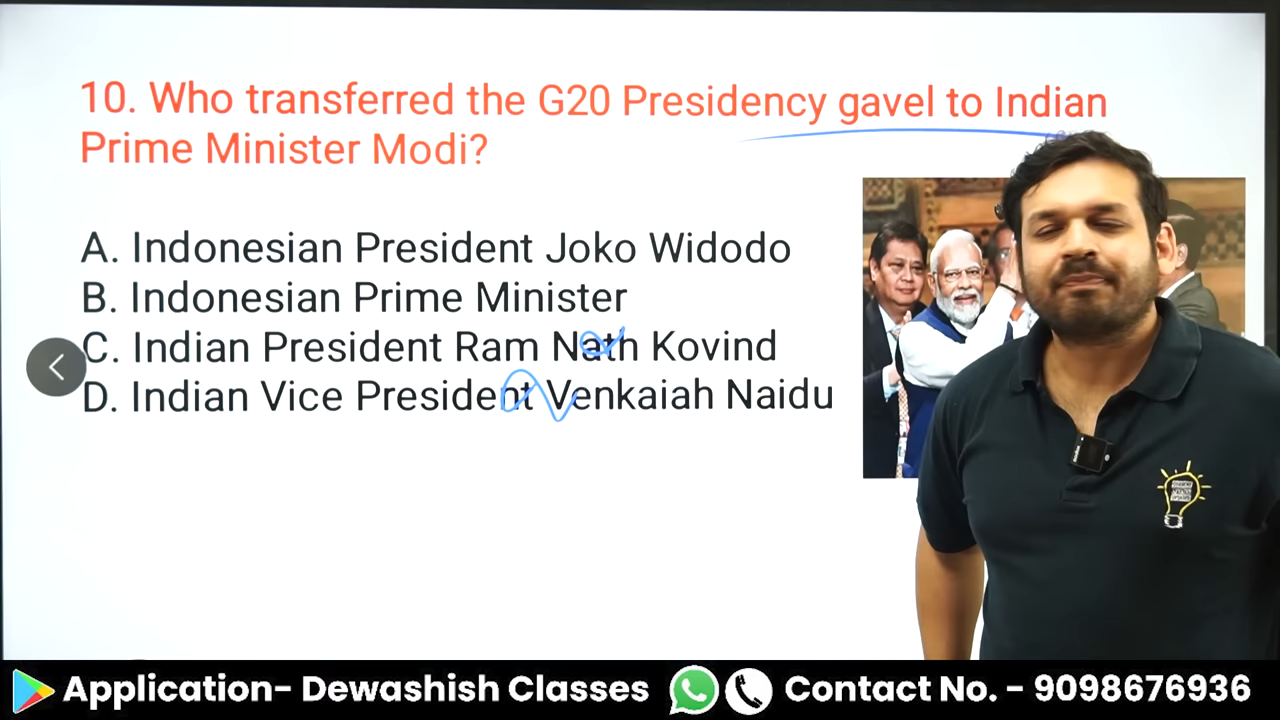 10. Who transferred the G20 Presidency gavel to Indian
Prime Minister Modi?
A. Indonesian President Joko Widodo
B. Indonesian Prime Minister
C. Indian President Ram Nath Kovind
D. Indian Vice President Venkaiah Naidu
Application- Dewashish Classes
Contact No. - 9098676936